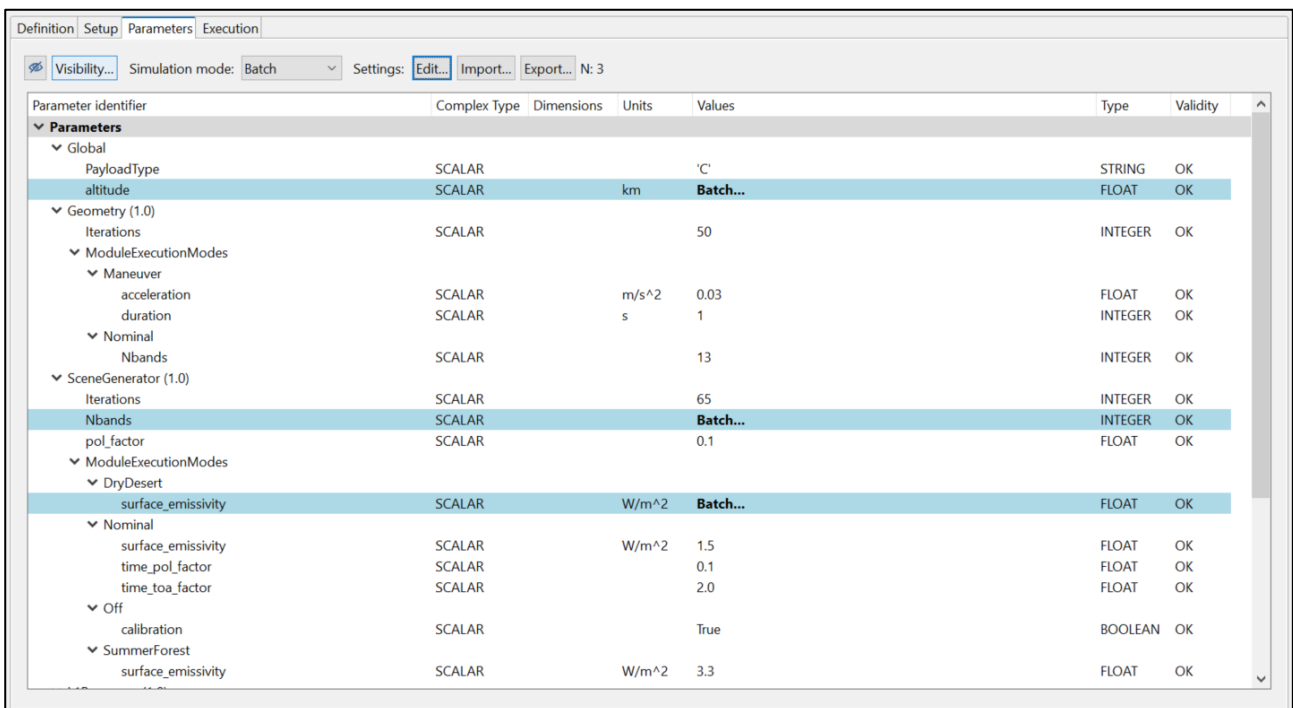 Definition Setup Parameters Execution
Visibility... Simulation mode: Batch Settings: Edit... Import... Export... N: 3
Parameter identifier Complex Type Dimensions Units Values Type Validity
Parameters
Global
PayloadType SCALAR 'C' STRING OK
altitude SCALAR km Batch... FLOAT OK
Geometry (1.0)
Iterations SCALAR 50 INTEGER OK
ModuleExecutionModes
Maneuver
acceleration SCALAR m/s^2 0.03 FLOAT OK
duration SCALAR s 1 INTEGER OK
Nominal
Nbands SCALAR 13 INTEGER OK
SceneGenerator (1.0)
Iterations SCALAR 65 INTEGER OK
Nbands SCALAR Batch... INTEGER OK
pol_factor SCALAR 0.1 FLOAT OK
ModuleExecutionModes
DryDesert
surface_emissivity SCALAR W/m^2 Batch... FLOAT OK
Nominal
surface_emissivity SCALAR W/m^2 1.5 FLOAT OK
time_pol_factor SCALAR 0.1 FLOAT OK
time_toa_factor SCALAR 2.0 FLOAT OK
Off
calibration SCALAR True BOOLEAN OK
SummerForest
surface_emissivity SCALAR W/m^2 3.3 FLOAT OK